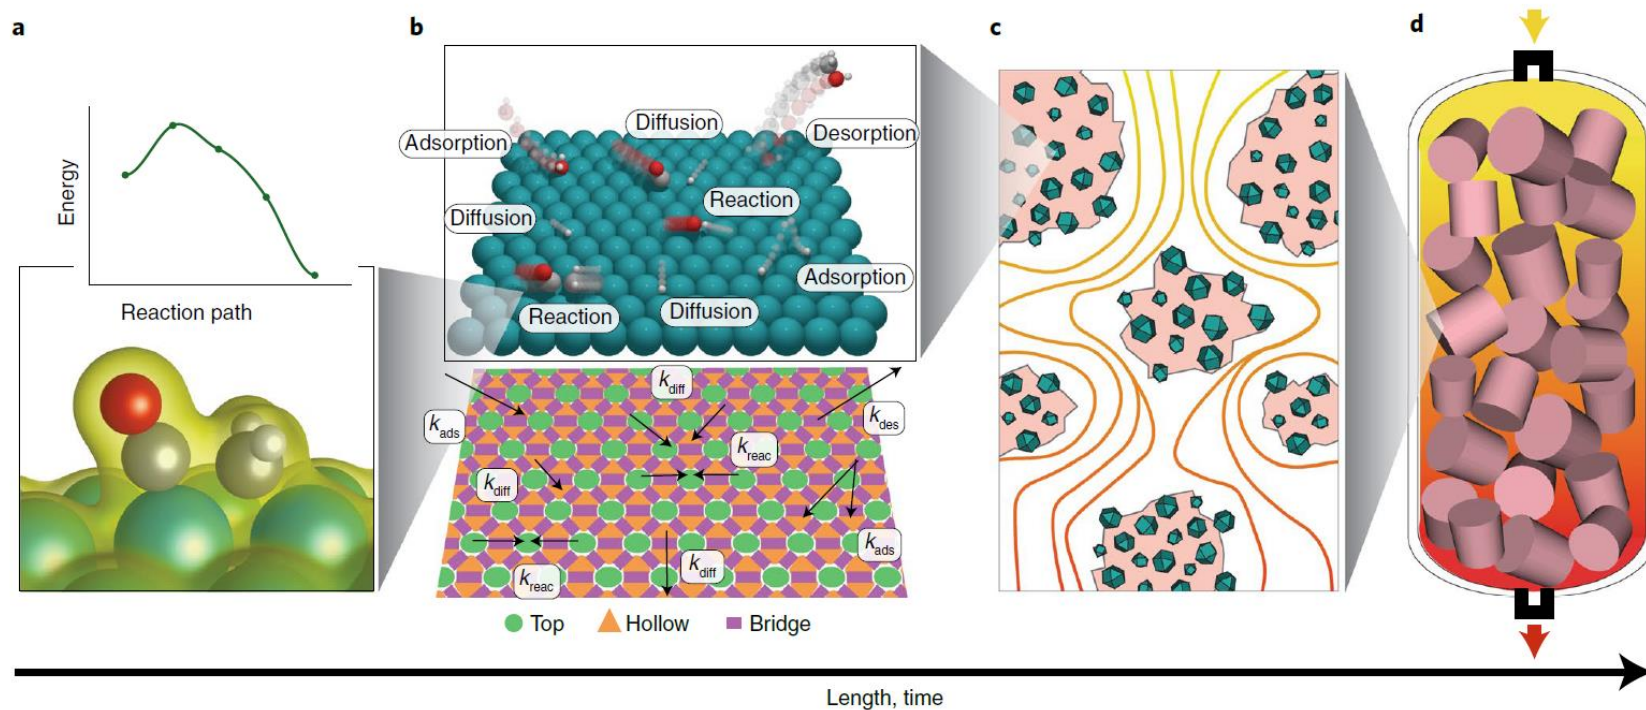 a
Energy
Reaction path
b
Adsorption
Diffusion
Desorption
Diffusion
Reaction
Adsorption
Reaction
Diffusion
k_diff
k_ads
k_des
k_reac
k_diff
k_ads
k_reac
k_diff
Top
Hollow
Bridge
c
d
Length, time